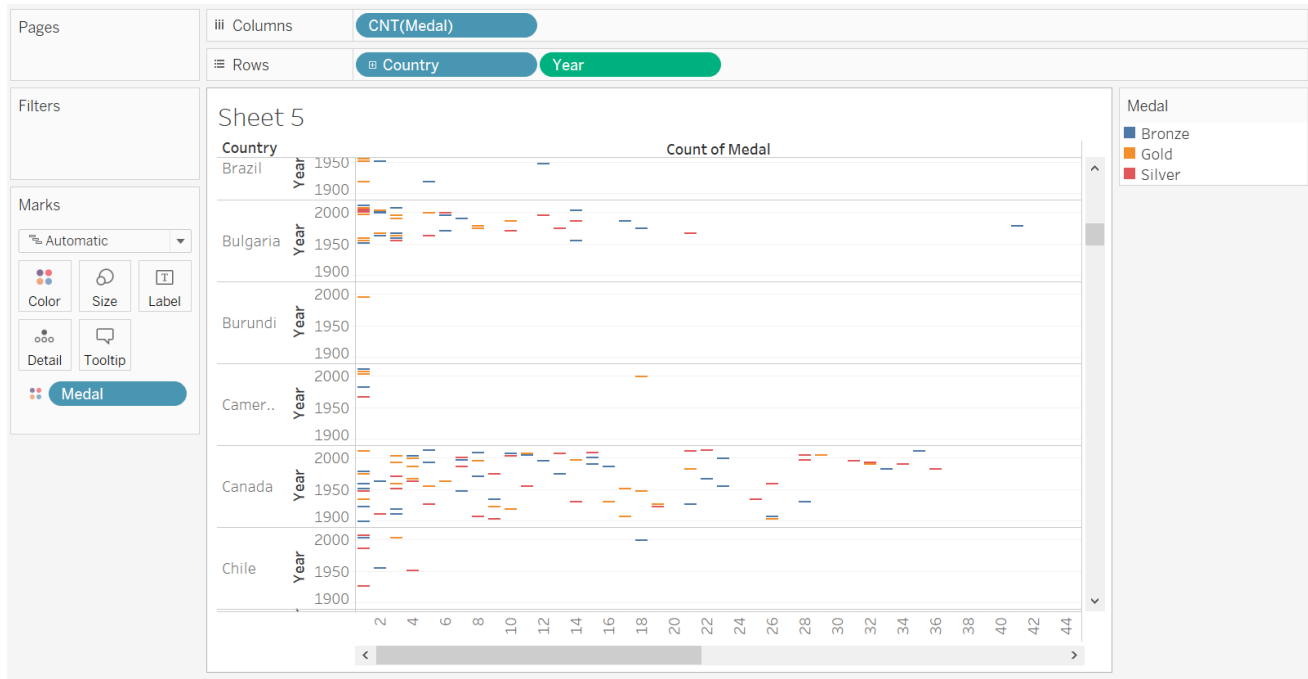 Pages
iii Columns
CNT(Medal)
Rows
Country
Year
Filters
Marks
Automatic
Color
Size
Label
Detail
Tooltip
Medal
Sheet 5
Country
Count of Medal
Brazil
Year
1950
1900
Bulgaria
Year
2000
1950
1900
Burundi
Year
2000
1950
1900
Camer..
Year
2000
1950
1900
Canada
Year
2000
1950
1900
Chile
Year
2000
1950
1900
2 4 6 8 10 12 14 16 18 20 22 24 26 28 30 32 34 36 38 40 42 44
Medal
Bronze
Gold
Silver